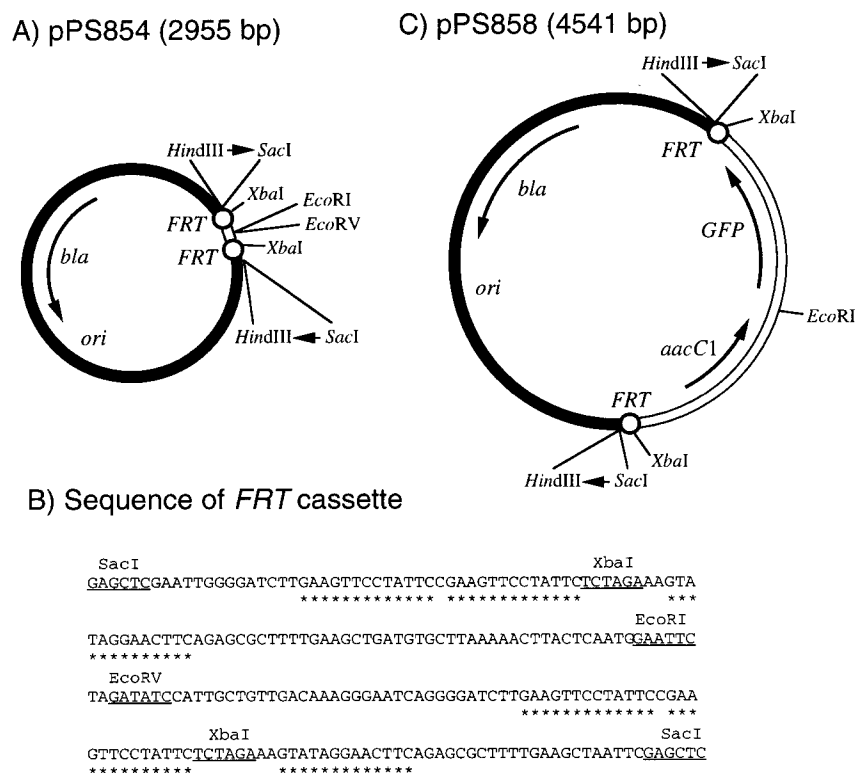 A) pPS854 (2955 bp)
HindIII → SacI
XbaI
EcoRI
EcoRV
FRT
FRT
XbaI
bla
ori
HindIII ← SacI
C) pPS858 (4541 bp)
HindIII → SacI
XbaI
FRT
bla
GFP
ori
EcoRI
aacC1
FRT
XbaI
HindIII ← SacI
B) Sequence of FRT cassette
SacI XbaI
GAGCTCGAATTGGGGATCTTGAAGTTCCTATTCCGAAGTTCCTATTCTCTAGAAAGTA
************* ************* ***
EcoRI
TAGGAACTTCAGAGCGCTTTTGAAGCTGATGTGCTTAAAAACTTACTCAATGGAATTC
**********
EcoRV
TAGATATCCATTGCTGTTGACAAAGGGAATCAGGGGATCTTGAAGTTCCTATTCCGAA
************* ***
XbaI SacI
GTTCCTATTCTCTAGAAAGTATAGGAACTTCAGAGCGCTTTTGAAGCTAATTCGAGCTC
********** *************